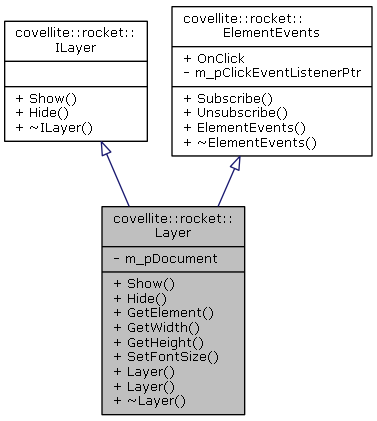 covellite::rocket::
ILayer
+ Show()
+ Hide()
+ ~ILayer()
covellite::rocket::
ElementEvents
+ OnClick
- m_pClickEventListenerPtr
+ Subscribe()
+ Unsubscribe()
+ ElementEvents()
+ ~ElementEvents()
covellite::rocket::
Layer
- m_pDocument
+ Show()
+ Hide()
+ GetElement()
+ GetWidth()
+ GetHeight()
+ SetFontSize()
+ Layer()
+ Layer()
+ ~Layer()